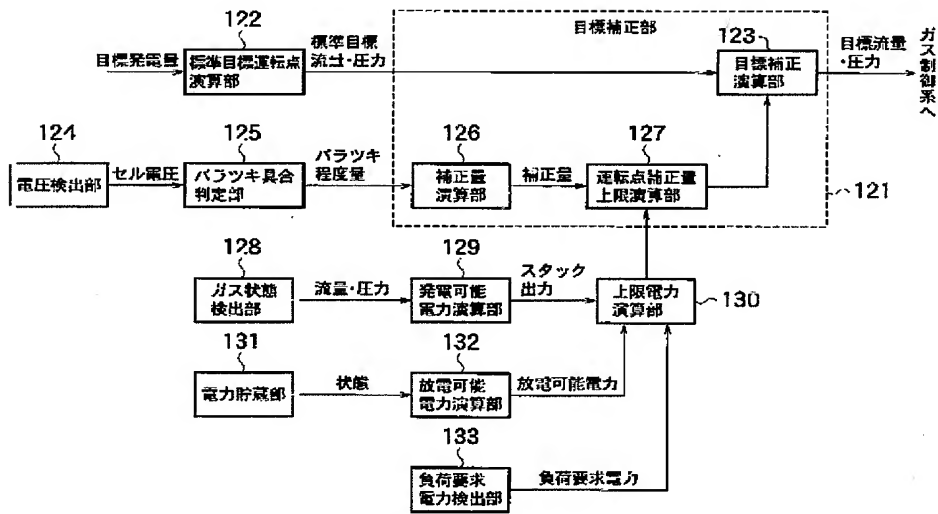 122
標準目標
流量・圧力
目標補正部
123
目標流量
・圧力
ガス制御系へ
目標発電量
標準目標運転点
演算部
目標補正
演算部
124
125
バラツキ
程度量
126
127
電圧検出部
セル電圧
バラツキ具合
判定部
補正量
演算部
補正量
運転点補正量
上限演算部
121
128
129
スタック
出力
ガス状態
検出部
流量・圧力
発電可能
電力演算部
上限電力
演算部
130
131
132
電力貯蔵部
状態
放電可能
電力演算部
放電可能電力
133
負荷要求
電力検出部
負荷要求電力